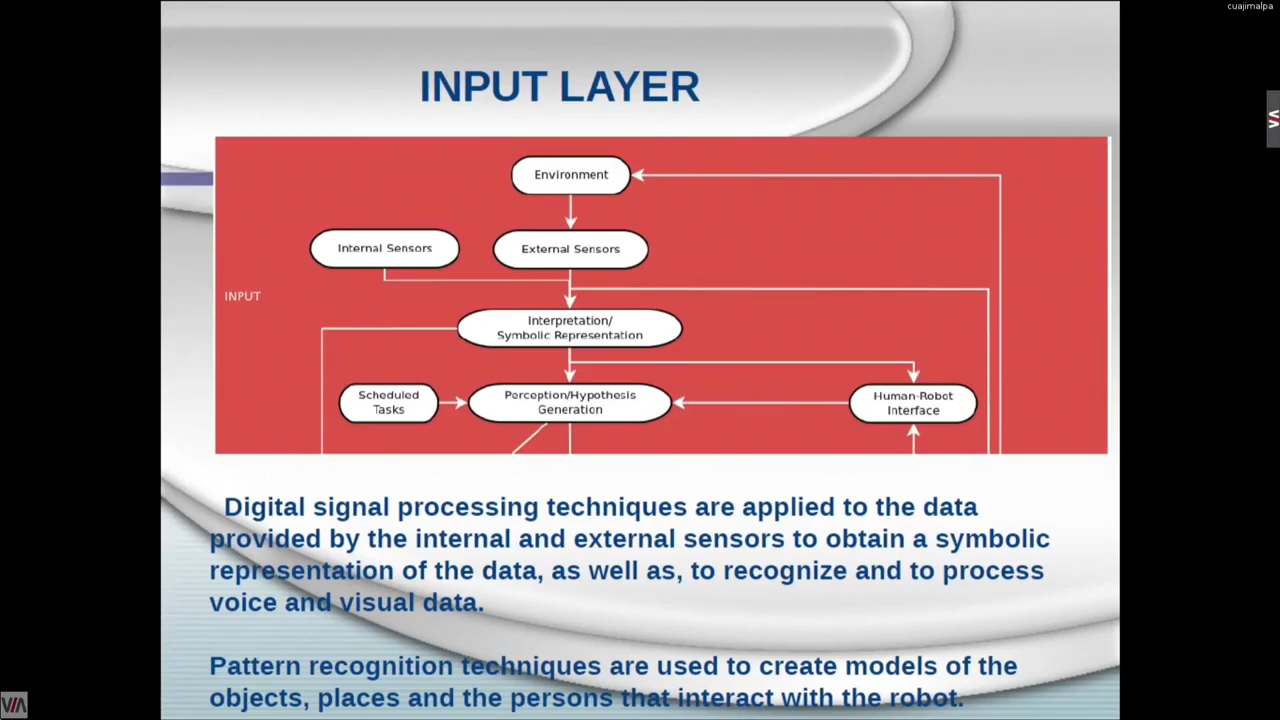 cuajimalpa
INPUT LAYER
Environment
Internal Sensors
External Sensors
INPUT
Interpretation/
Symbolic Representation
Scheduled
Tasks
Perception/Hypothesis
Generation
Human-Robot
Interface
Digital signal processing techniques are applied to the data
provided by the internal and external sensors to obtain a symbolic
representation of the data, as well as, to recognize and to process
voice and visual data.
Pattern recognition techniques are used to create models of the
objects, places and the persons that interact with the robot.